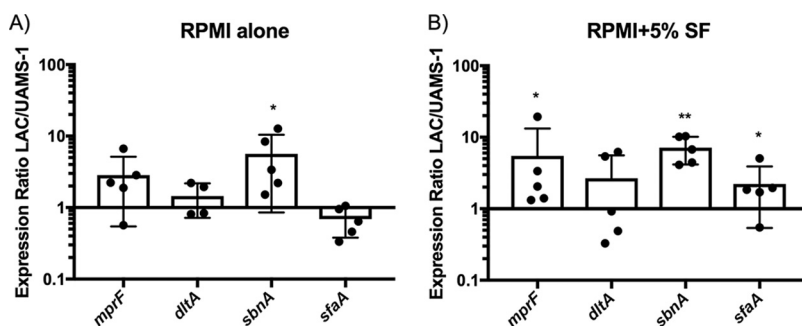 A)
RPMI alone
Expression Ratio LAC/UAMS-1
100
10
1
0.1
*
mprF
dltA
sbnA
sfaA
B)
RPMI+5% SF
Expression Ratio LAC/UAMS-1
100
10
1
0.1
*
**
*
mprF
dltA
sbnA
sfaA